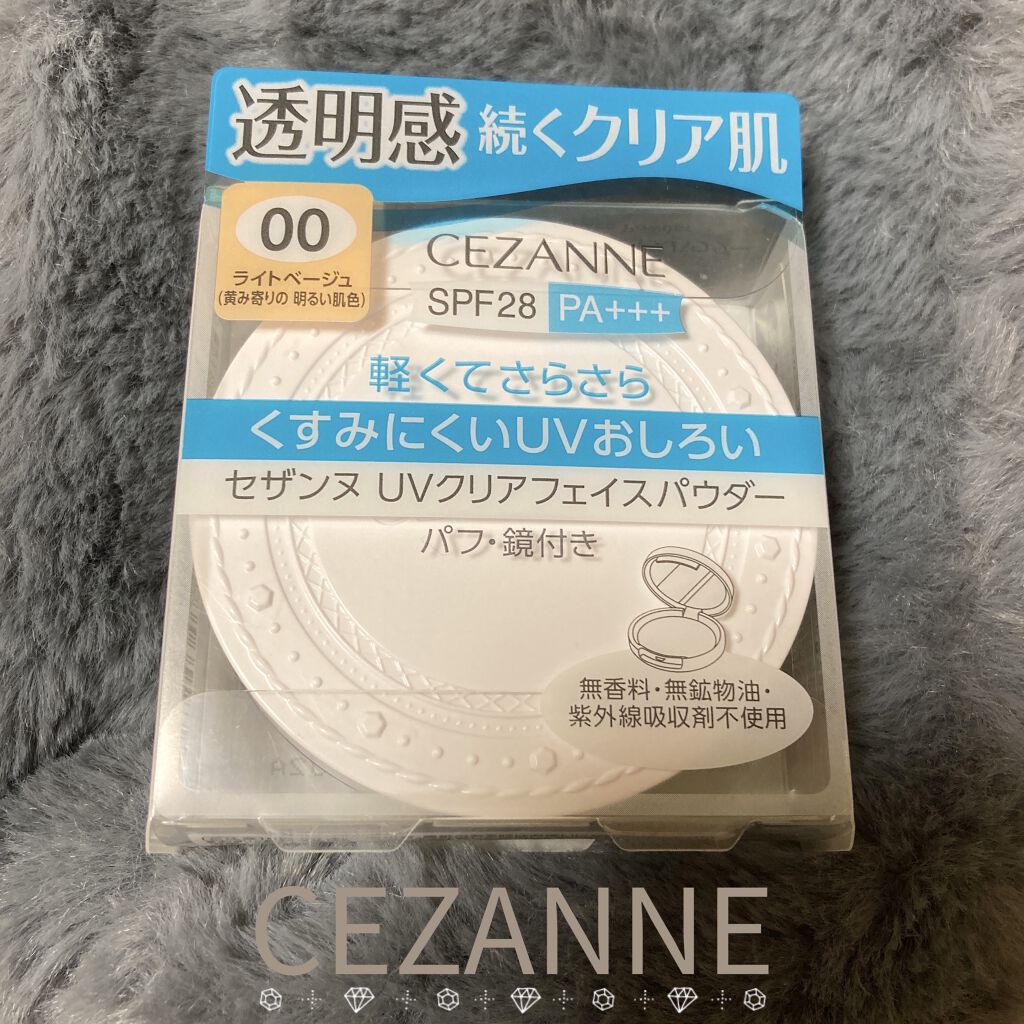 透明感 続くクリア肌
00
ライトベージュ
(黄み寄りの 明るい肌色)
CEZANNE
SPF28 PA+++
軽くてさらさら
くすみにくいUVおしろい
セザンヌ UVクリアフェイスパウダー
パフ・鏡付き
無香料・無鉱物油・
紫外線吸収剤不使用
CEZANNE